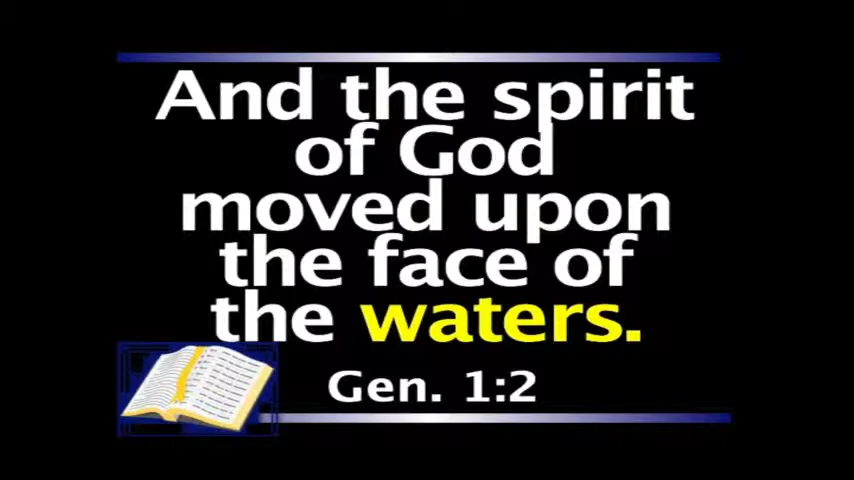 And the spirit
of God
moved upon
the face of
the waters.
Gen. 1:2